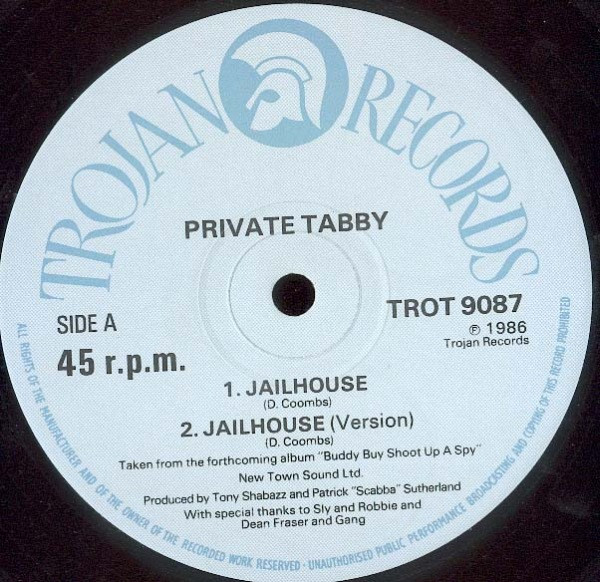 TROJAN RECORDS
PRIVATE TABBY
SIDE A
45 r.p.m.
TROT 9087
℗ 1986
Trojan Records
1. JAILHOUSE
(D. Coombs)
2. JAILHOUSE (Version)
(D. Coombs)
Taken from the forthcoming album "Buddy Buy Shoot Up A Spy"
New Town Sound Ltd.
Produced by Tony Shabazz and Patrick "Scabba" Sutherland
With special thanks to Sly and Robbie and
Dean Fraser and Gang
ALL RIGHTS OF THE MANUFACTURER AND OF THE OWNER OF THE RECORDED WORK RESERVED - UNAUTHORISED PUBLIC PERFORMANCE BROADCASTING AND COPYING OF THIS RECORD PROHIBITED